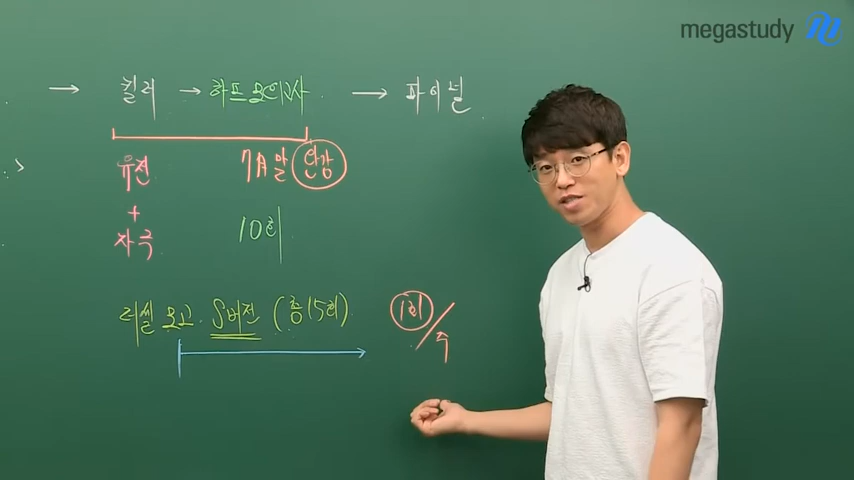 megastudy
→ 킬러 → 하프모의고사 → 파이널
유전 7月말 완강
+
자극 10회
러셀 모고. S버전 (총 15회) 1회/주